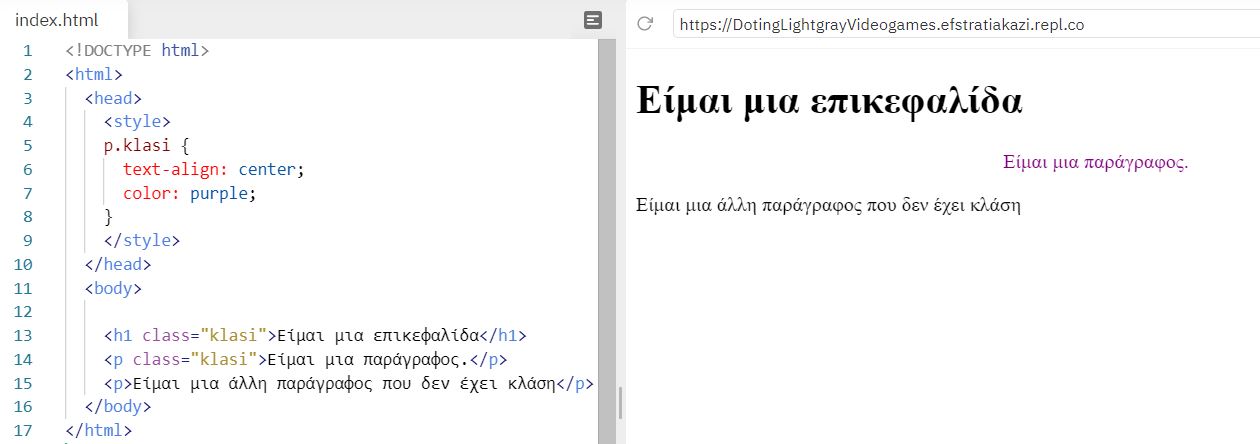 index.html
1 <!DOCTYPE html>
2 <html>
3 <head>
4 <style>
5 p.klasi {
6 text-align: center;
7 color: purple;
8 }
9 </style>
10 </head>
11 <body>
12
13 <h1 class="klasi">Είμαι μια επικεφαλίδα</h1>
14 <p class="klasi">Είμαι μια παράγραφος.</p>
15 <p>Είμαι μια άλλη παράγραφος που δεν έχει κλάση</p>
16 </body>
17 </html>
https://DotingLightgrayVideogames.efstratiakazi.repl.co
Είμαι μια επικεφαλίδα
Είμαι μια παράγραφος.
Είμαι μια άλλη παράγραφος που δεν έχει κλάση